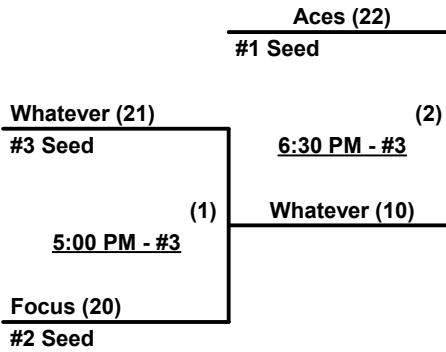 Aces (22)
#1 Seed
Whatever (21)
(2)
#3 Seed
6:30 PM - #3
(1)
Whatever (10)
5:00 PM - #3
Focus (20)
#2 Seed